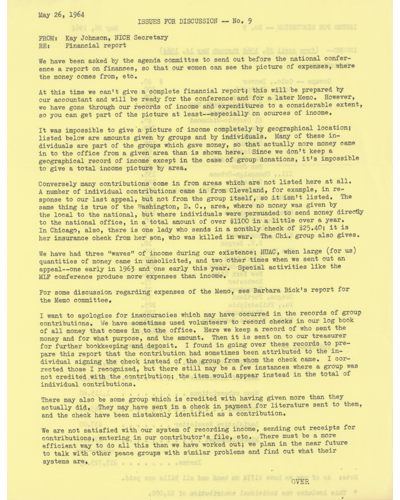 May 26, 1964
ISSUES FOR DISCUSSION -- No. 9
FROM: Kay Johnson, NICH Secretary
RE: Financial report
We have been asked by the agenda committee to send out before the national confer-
ence a report on finances, so that our women can see the picture of expenses, where
the money comes from, etc.
At this time we can't give a complete financial report; this will be prepared by
our accountant and will be ready for the conference and for a later Memo. However,
we have gone through our records of income and expenditures to a considerable extent,
so you can get part of the picture at least--especially on sources of income.
It was impossible to give a picture of income completely by geographical location;
listed below are amounts given by groups and by individuals. Many of these in-
dividuals are part of the groups which gave money, so that actually more money came
in to the office from a given area than is shown here. Since we don't keep a
geographical record of income except in the case of group donations, it's impossible
to give a total income picture by area.
Conversely many contributions come in from areas which are not listed here at all.
A number of individual contributions came in from Cleveland, for example, in re-
sponse to our last appeal, but not from the group itself, so it isn't listed. The
same thing is true of the Washington, D. C., area, where no money was given by
the local to the national, but where individuals were persuaded to send money directly
to the national office, in a total amount of over $1100 in a little over a year.
In Chicago, also, there is one lady who sends in a monthly check of $25.40; it is
her insurance check from her son, who was killed in war. The Chi. group also gives.
We have had three "waves" of income during our existence; HUAC, when large (for us)
quantities of money came in unsolicited, and two other times when we sent out an
appeal--one early in 1963 and one early this year. Special activities like the
MLF conference produce more expenses than income.
For some discussion regarding expenses of the Memo, see Barbara Bick's report for
the Memo committee.
I want to apologize for inaccuracies which may have occurred in the records of group
contributions. We have sometimes used volunteers to record checks in our log book
of all money that comes in to the office. Here we keep a record of who sent the
money and for what purpose, and the amount. Then it is sent on to our treasurer
for further bookkeeping and deposit. I found in going over these records to pre-
pare this report that the contribution had sometimes been attributed to the in-
dividual signing the check instead of the group from whom the check came. I cor-
rected those I recognised, but there still may be a few instances where a group was
not credited with the contribution; the item would appear instead in the total of
individual contributions.
There may also be some group which is credited with having given more than they
actually did. They may have sent in a check in payment for literature sent to them,
and the check have been mistakenly identified as a contribution.
We are not satisfied with our system of recording income, sending out receipts for
contributions, entering in our contributor's file, etc. There must be a more
efficient way to do all this than we have worked out; we plan in the near future
to talk with other peace groups with similar problems and find out what their
systems are.
OVER